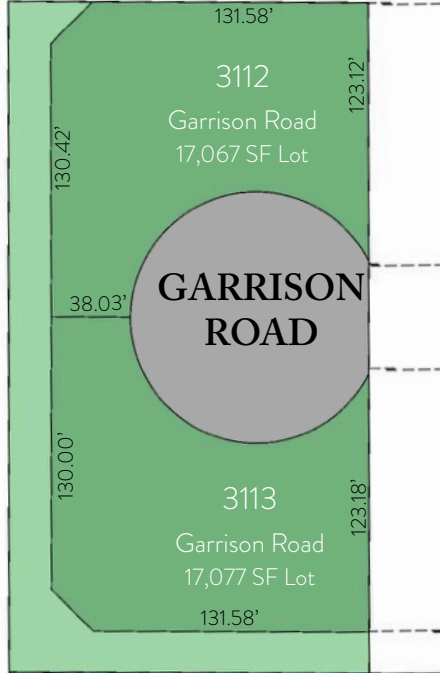 131.58’
3112
Garrison Road
17,067 SF Lot
123.12’
130.42’
GARRISON
ROAD
38.03’
130.00’
3113
Garrison Road
17,077 SF Lot
123.18’
131.58’